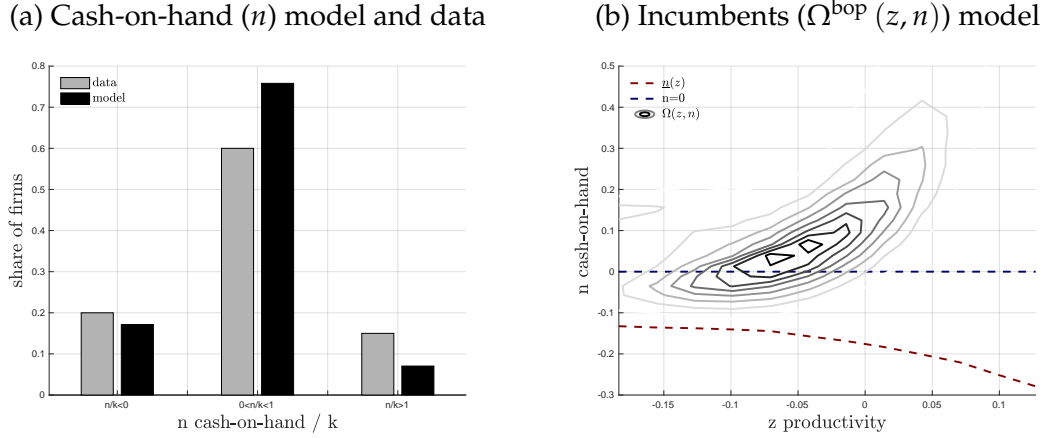 (a) Cash-on-hand (n) model and data
share of firms
0.8
0.7
0.6
0.5
0.4
0.3
0.2
0.1
0
data
model
n/k<0
0<n/k<1
n/k>1
n cash-on-hand / k
(b) Incumbents (Ω^bop (z, n)) model
n cash-on-hand
0.5
0.4
0.3
0.2
0.1
0
-0.1
-0.2
-0.3
n(z)
n=0
Ω(z, n)
-0.15
-0.1
-0.05
0
0.05
0.1
z productivity